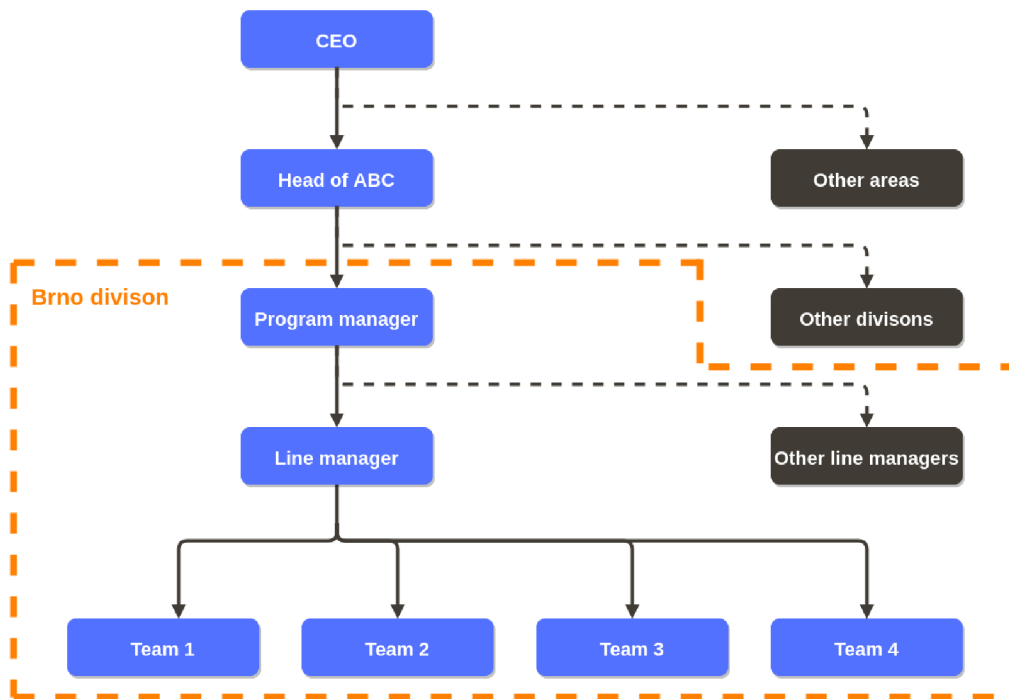 CEO
Head of ABC
Other areas
Brno divison
Program manager
Other divisons
Line manager
Other line managers
Team 1
Team 2
Team 3
Team 4